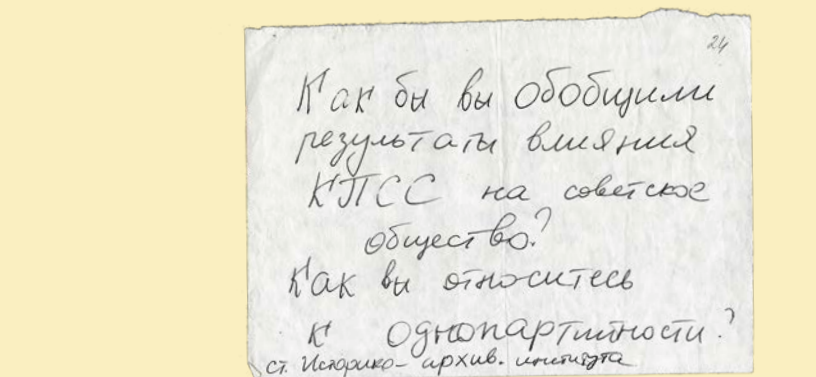 24
Как бы вы обобщили
результаты влияния
КПСС на советское
общество?
Как вы относитесь
к однопартийности?
ст. Историко-архив. института